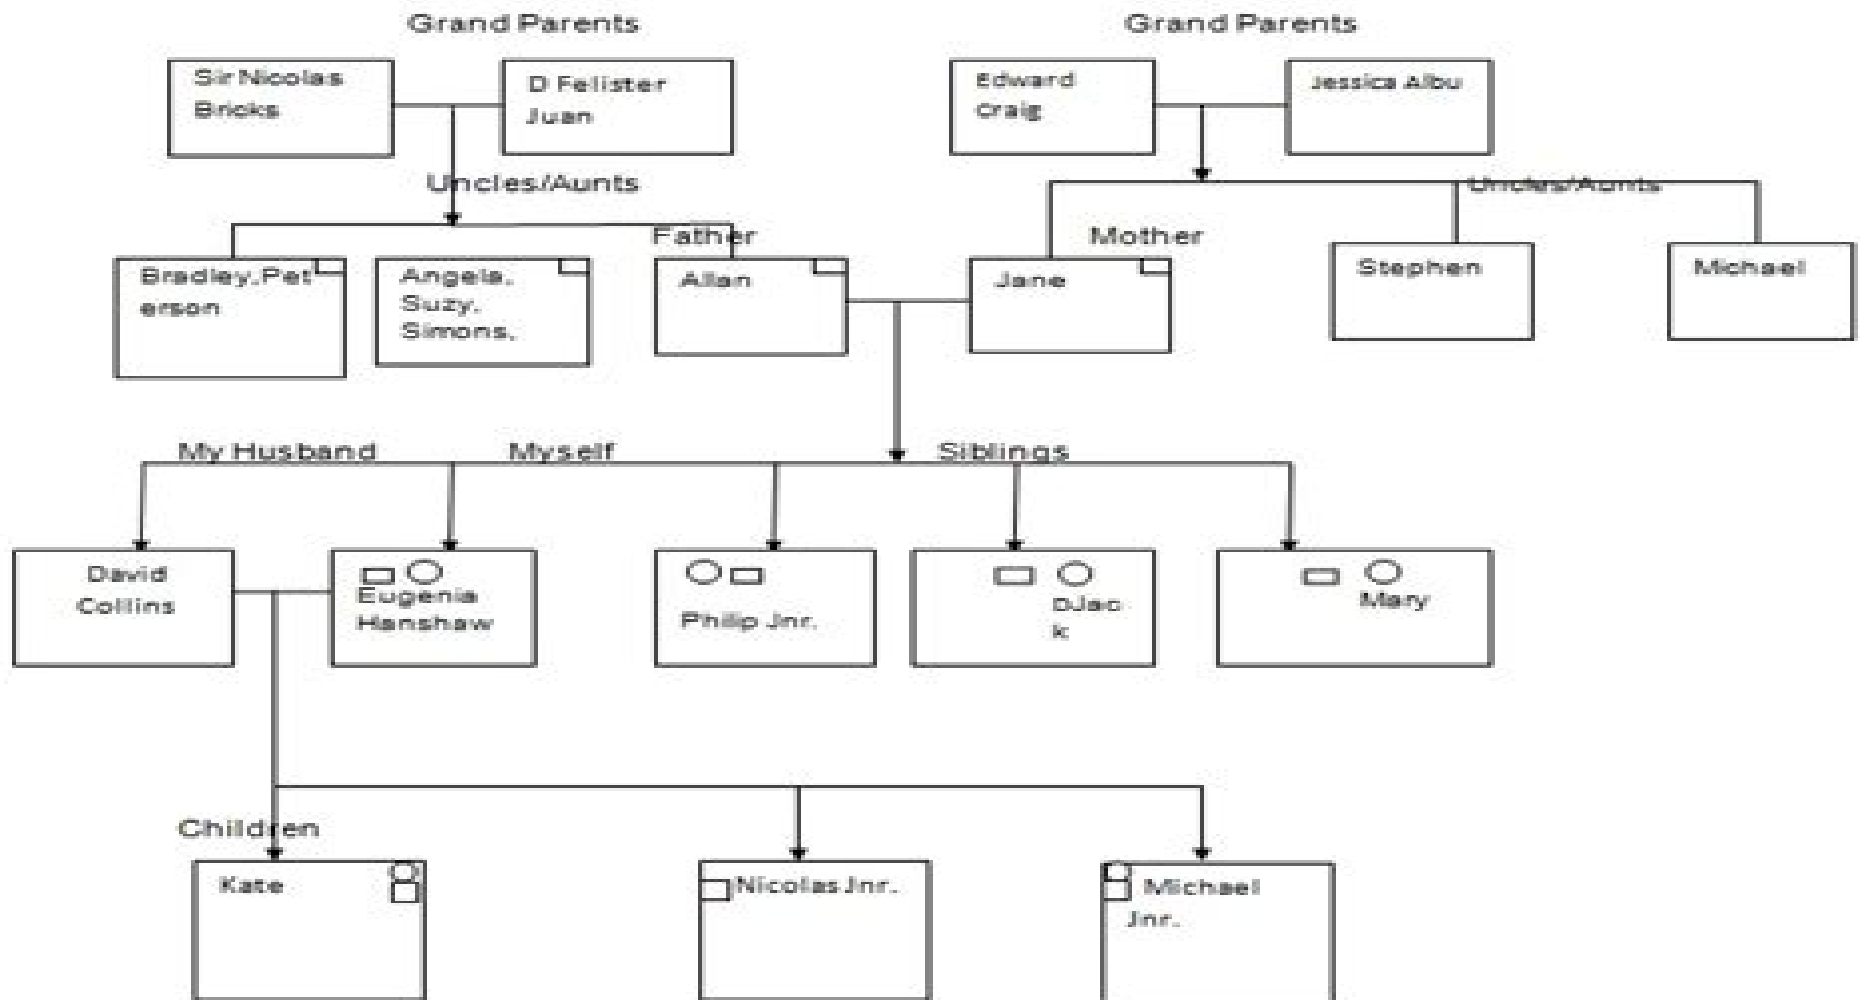 Grand Parents
Grand Parents
Sir Nicolas
Bricks
D Felister
Juan
Edward
Craig
Jessica Albu
Uncles/Aunts
Uncles/Aunts
Father
Mother
Bradley,Pet
erson
Angela,
Suzy,
Simons,
Allan
Jane
Stephen
Michael
My Husband
Myself
Siblings
David
Collins
Eugenia
Hanshaw
Philip Jnr.
DJac
k
Mary
Children
Kate
Nicolas Jnr.
Michael
Jnr.